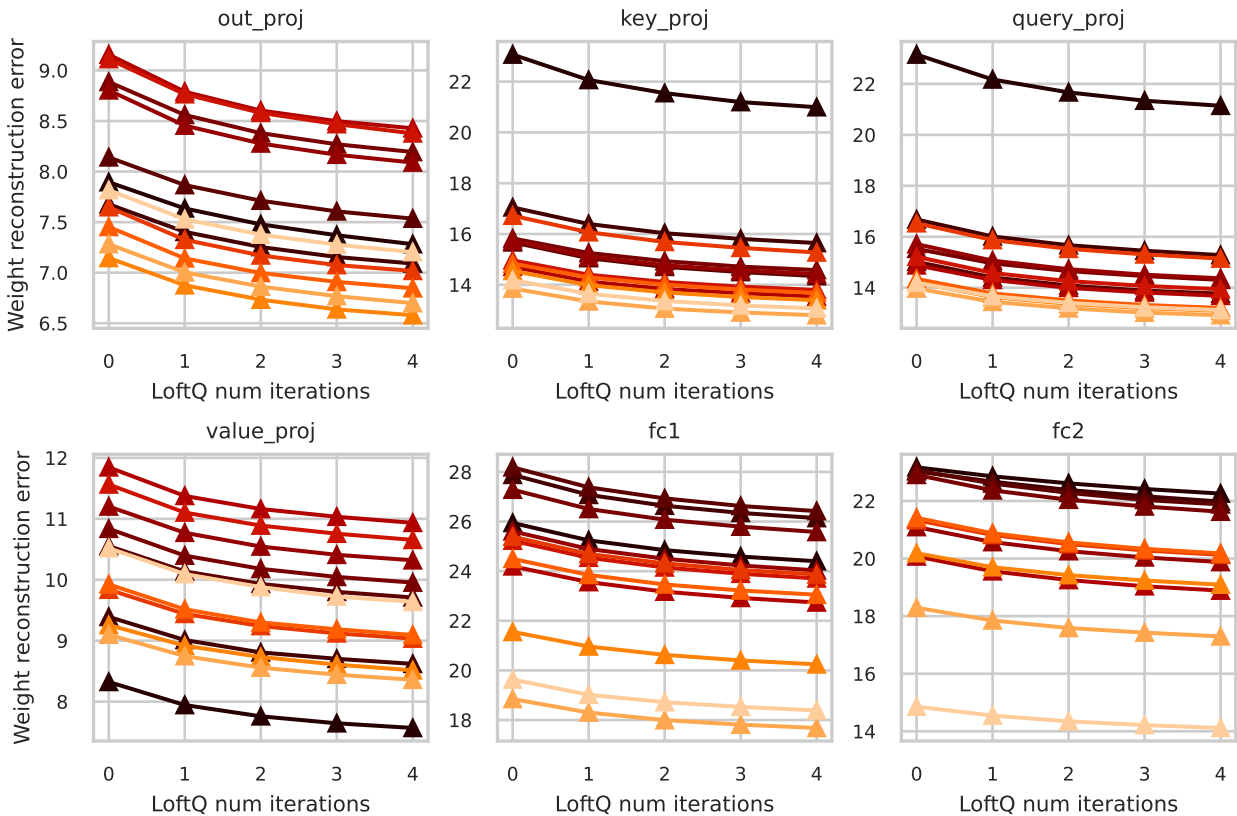 out_proj
key_proj
query_proj
Weight reconstruction error
9.0
8.5
8.0
7.5
7.0
6.5
22
20
18
16
14
22
20
18
16
14
0 1 2 3 4
0 1 2 3 4
0 1 2 3 4
LoftQ num iterations
LoftQ num iterations
LoftQ num iterations
value_proj
fc1
fc2
Weight reconstruction error
12
11
10
9
8
28
26
24
22
20
18
22
20
18
16
14
0 1 2 3 4
0 1 2 3 4
0 1 2 3 4
LoftQ num iterations
LoftQ num iterations
LoftQ num iterations